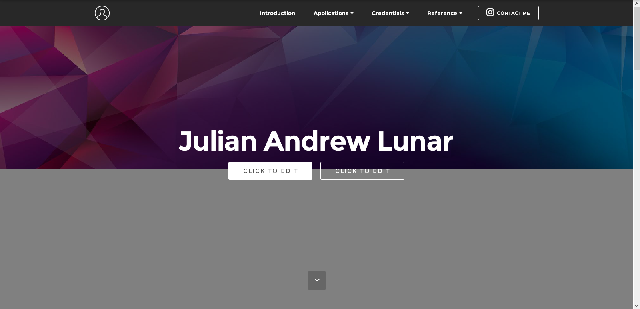 Introduction Applications Credentials Reference CONTACT ME
Julian Andrew Lunar
CLICK TO EDIT CLICK TO EDIT